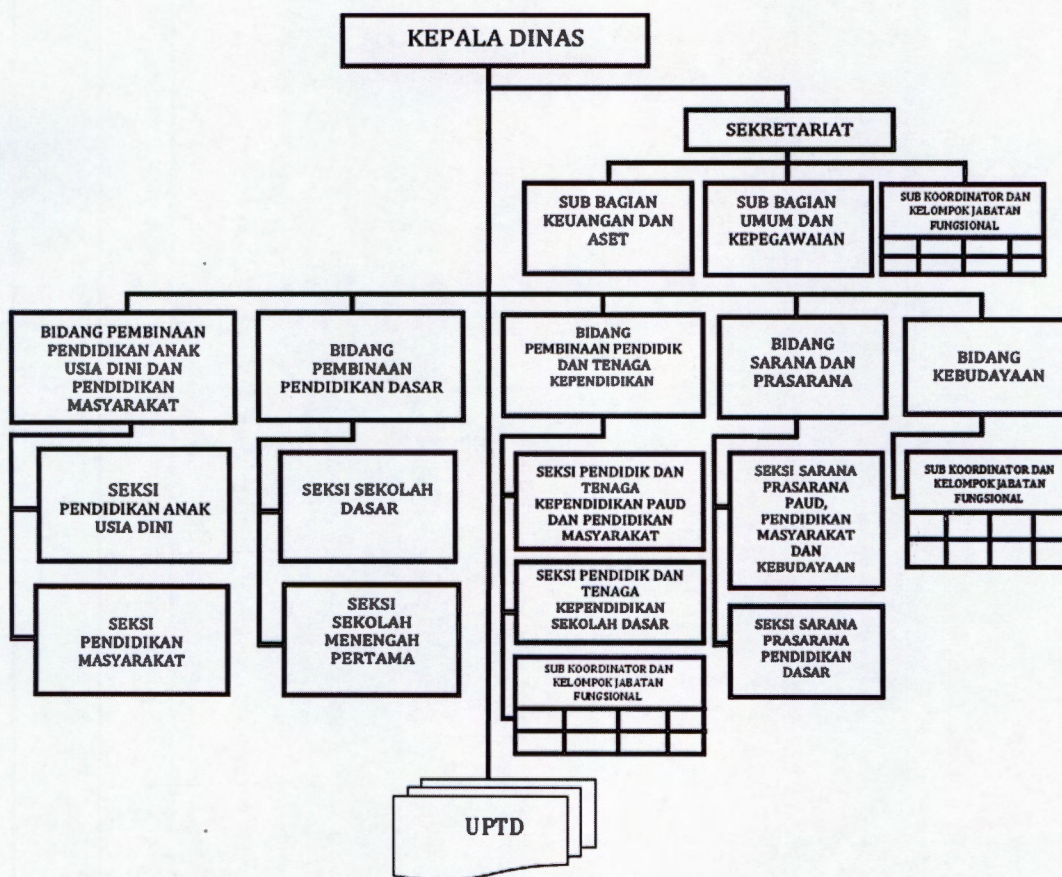 KEPALA DINAS
SEKRETARIAT
SUB BAGIAN
KEUANGAN DAN
ASET
SUB BAGIAN
UMUM DAN
KEPEGAWAIAN
SUB KOORDINATOR DAN
KELOMPOK JABATAN
FUNGSIONAL
BIDANG PEMBINAAN
PENDIDIKAN ANAK
USIA DINI DAN
PENDIDIKAN
MASYARAKAT
SEKSI
PENDIDIKAN ANAK
USIA DINI
SEKSI
PENDIDIKAN
MASYARAKAT
BIDANG
PEMBINAAN
PENDIDIKAN DASAR
SEKSI SEKOLAH
DASAR
SEKSI
SEKOLAH
MENENGAH
PERTAMA
BIDANG
PEMBINAAN PENDIDIK
DAN TENAGA
KEPENDIDIKAN
SEKSI PENDIDIK DAN
TENAGA
KEPENDIDIKAN PAUD
DAN PENDIDIKAN
MASYARAKAT
SEKSI PENDIDIK DAN
TENAGA
KEPENDIDIKAN
SEKOLAH DASAR
SUB KOORDINATOR DAN
KELOMPOK JABATAN
FUNGSIONAL
BIDANG
SARANA DAN
PRASARANA
SEKSI SARANA
PRASARANA
PAUD,
PENDIDIKAN
MASYARAKAT
DAN
KEBUDAYAAN
SEKSI SARANA
PRASARANA
PENDIDIKAN
DASAR
BIDANG
KEBUDAYAAN
SUB KOORDINATOR DAN
KELOMPOK JABATAN
FUNGSIONAL
UPTD